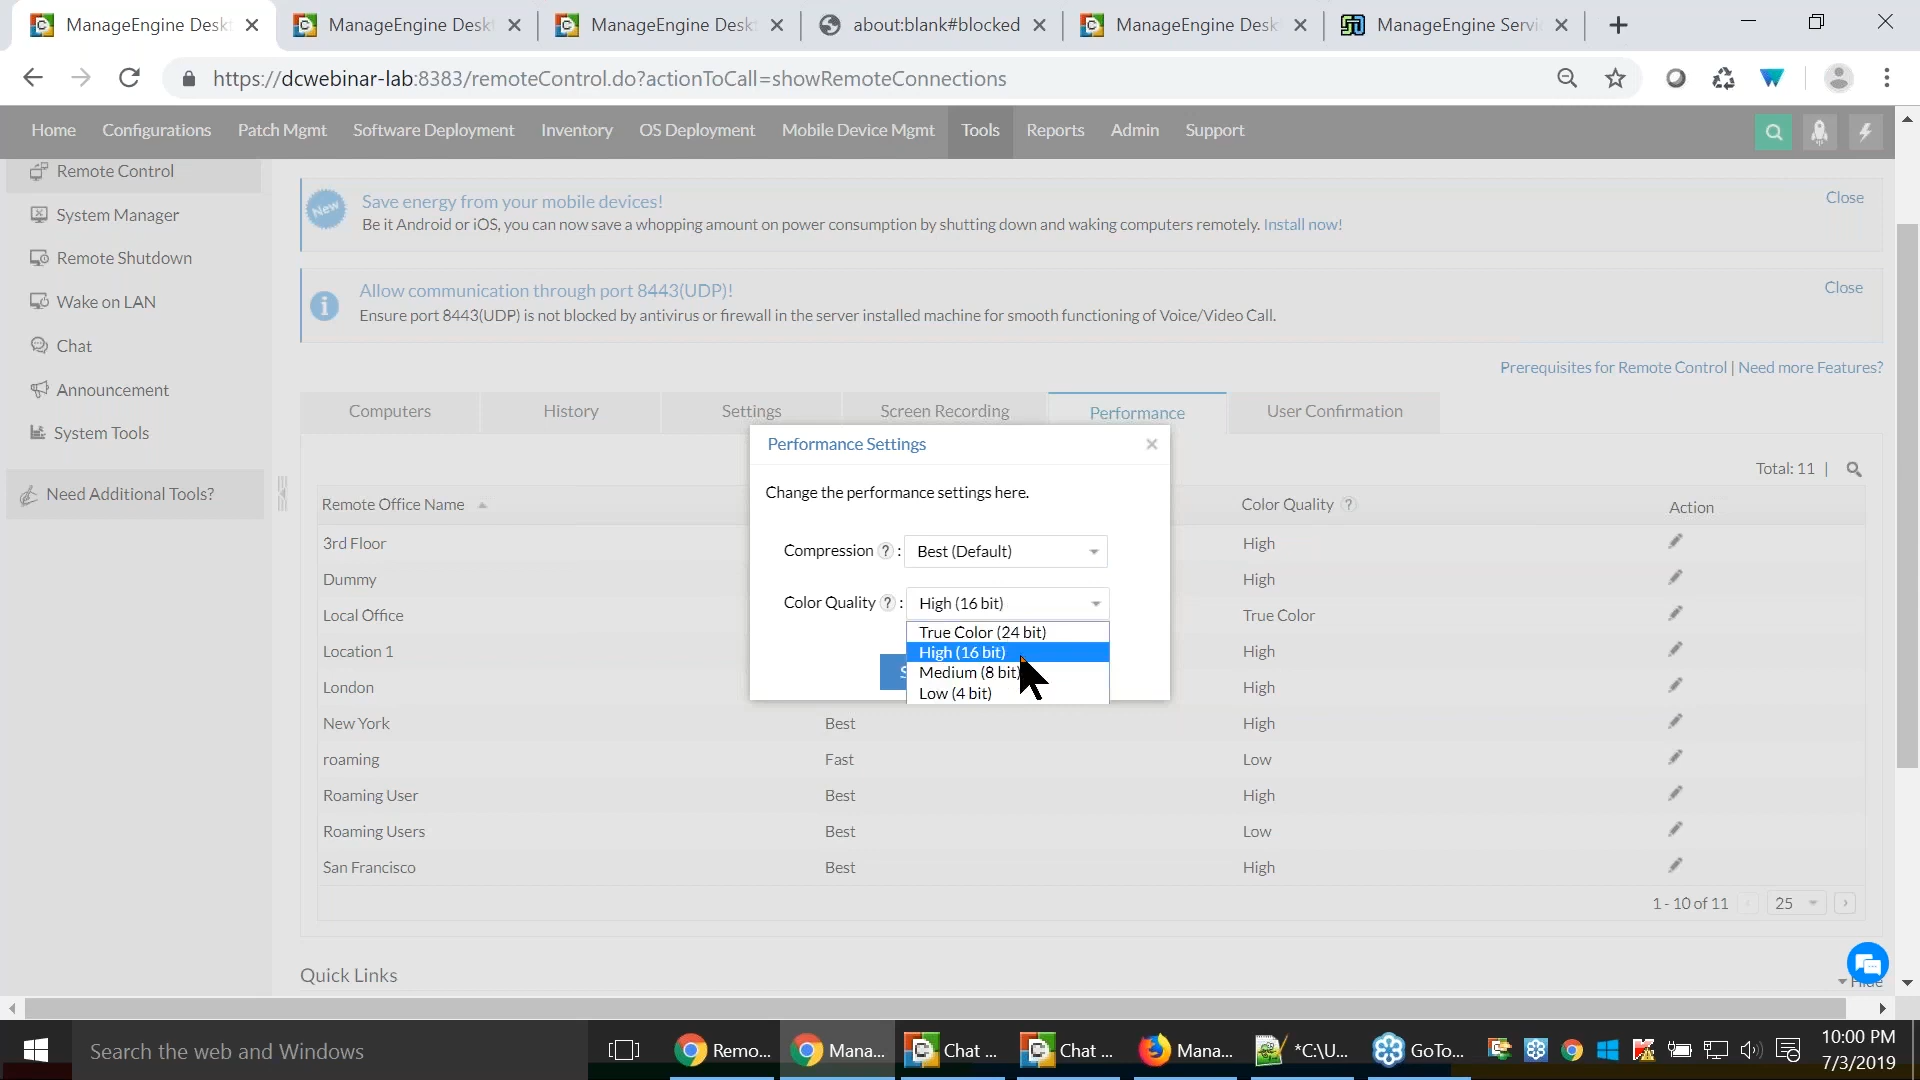 ManageEngine Desk
ManageEngine Desk
ManageEngine Desk
about:blank#blocked
ManageEngine Desk
ManageEngine Servi
https://dcwebinar-lab:8383/remoteControl.do?actionToCall=showRemoteConnections
Home
Configurations
Patch Mgmt
Software Deployment
Inventory
OS Deployment
Mobile Device Mgmt
Tools
Reports
Admin
Support
Remote Control
System Manager
Remote Shutdown
Wake on LAN
Chat
Announcement
System Tools
Need Additional Tools?
New
Save energy from your mobile devices!
Close
Be it Android or iOS, you can now save a whopping amount on power consumption by shutting down and waking computers remotely. Install now!
Allow communication through port 8443(UDP)!
Close
Ensure port 8443(UDP) is not blocked by antivirus or firewall in the server installed machine for smooth functioning of Voice/Video Call.
Prerequisites for Remote Control | Need more Features?
Computers
History
Settings
Screen Recording
Performance
User Confirmation
Performance Settings
Change the performance settings here.
Compression ? : Best (Default)
Color Quality ? : High (16 bit)
True Color (24 bit)
High (16 bit)
Medium (8 bit)
Low (4 bit)
Total: 11 |
Remote Office Name
Color Quality ?
Action
3rd Floor
High
Dummy
High
Local Office
True Color
Location 1
High
London
High
New York
Best
High
roaming
Fast
Low
Roaming User
Best
High
Roaming Users
Best
Low
San Francisco
Best
High
1 - 10 of 11
25
Quick Links
Search the web and Windows
Remo...
Mana...
Chat ...
Chat ...
Mana...
*C:\U...
GoTo...
10:00 PM
7/3/2019